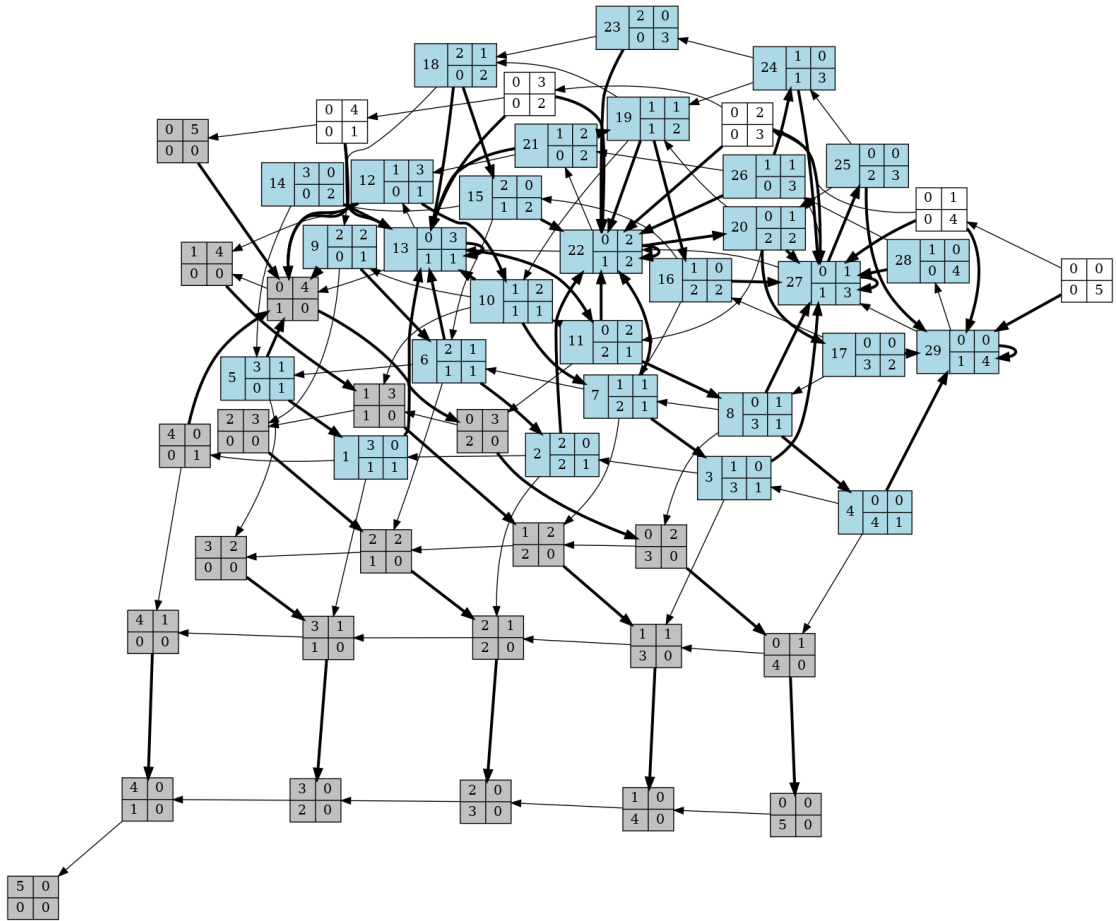 23 2 0
0 3
18 2 1
0 2
24 1 0
1 3
0 3
0 2
0 4
0 1
19 1 1
1 2
0 2
0 3
0 5
0 0
21 1 2
0 2
14 3 0
0 2
12 1 3
0 1
15 2 0
1 2
26 1 1
0 3
25 0 0
2 3
0 1
0 4
9 2 2
0 1
13 0 3
1 1
22 0 2
1 2
20 0 1
2 2
1 4
0 0
0 4
1 0
10 1 2
1 1
16 1 0
2 2
27 0 1
1 3
28 1 0
0 4
0 0
0 5
11 0 2
2 1
17 0 0
3 2
29 0 0
1 4
5 3 1
0 1
6 2 1
1 1
7 1 1
2 1
8 0 1
3 1
1 3
1 0
2 3
0 0
0 3
2 0
4 0
0 1
1 3 0
1 1
2 2 0
2 1
3 1 0
3 1
4 0 0
4 1
3 2
0 0
2 2
1 0
1 2
2 0
0 2
3 0
4 1
0 0
3 1
1 0
2 1
2 0
1 1
3 0
0 1
4 0
4 0
1 0
3 0
2 0
2 0
3 0
1 0
4 0
0 0
5 0
5 0
0 0